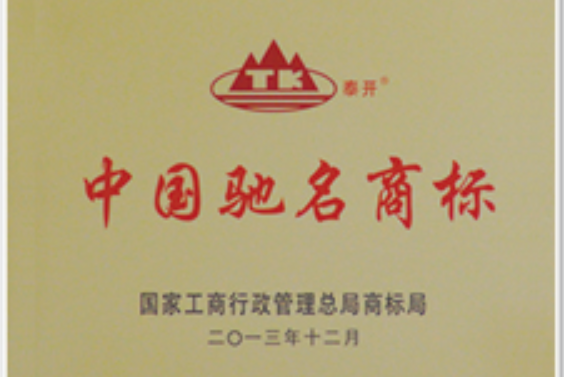 TK 泰开®
中国驰名商标
国家工商行政管理总局商标局
二〇一三年十二月